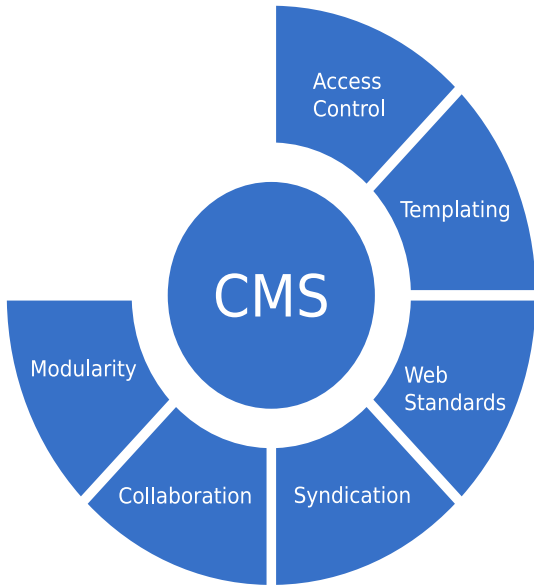 Access
Control
Templating
CMS
Web
Standards
Modularity
Collaboration
Syndication